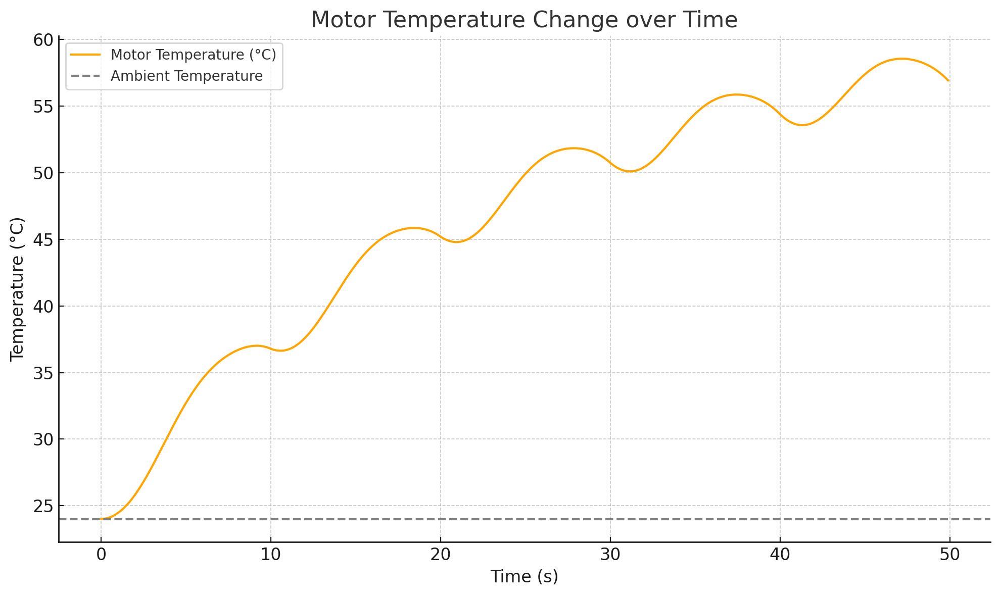 Motor Temperature Change over Time
Motor Temperature (°C)
Ambient Temperature
Temperature (°C)
60
55
50
45
40
35
30
25
0 10 20 30 40 50
Time (s)